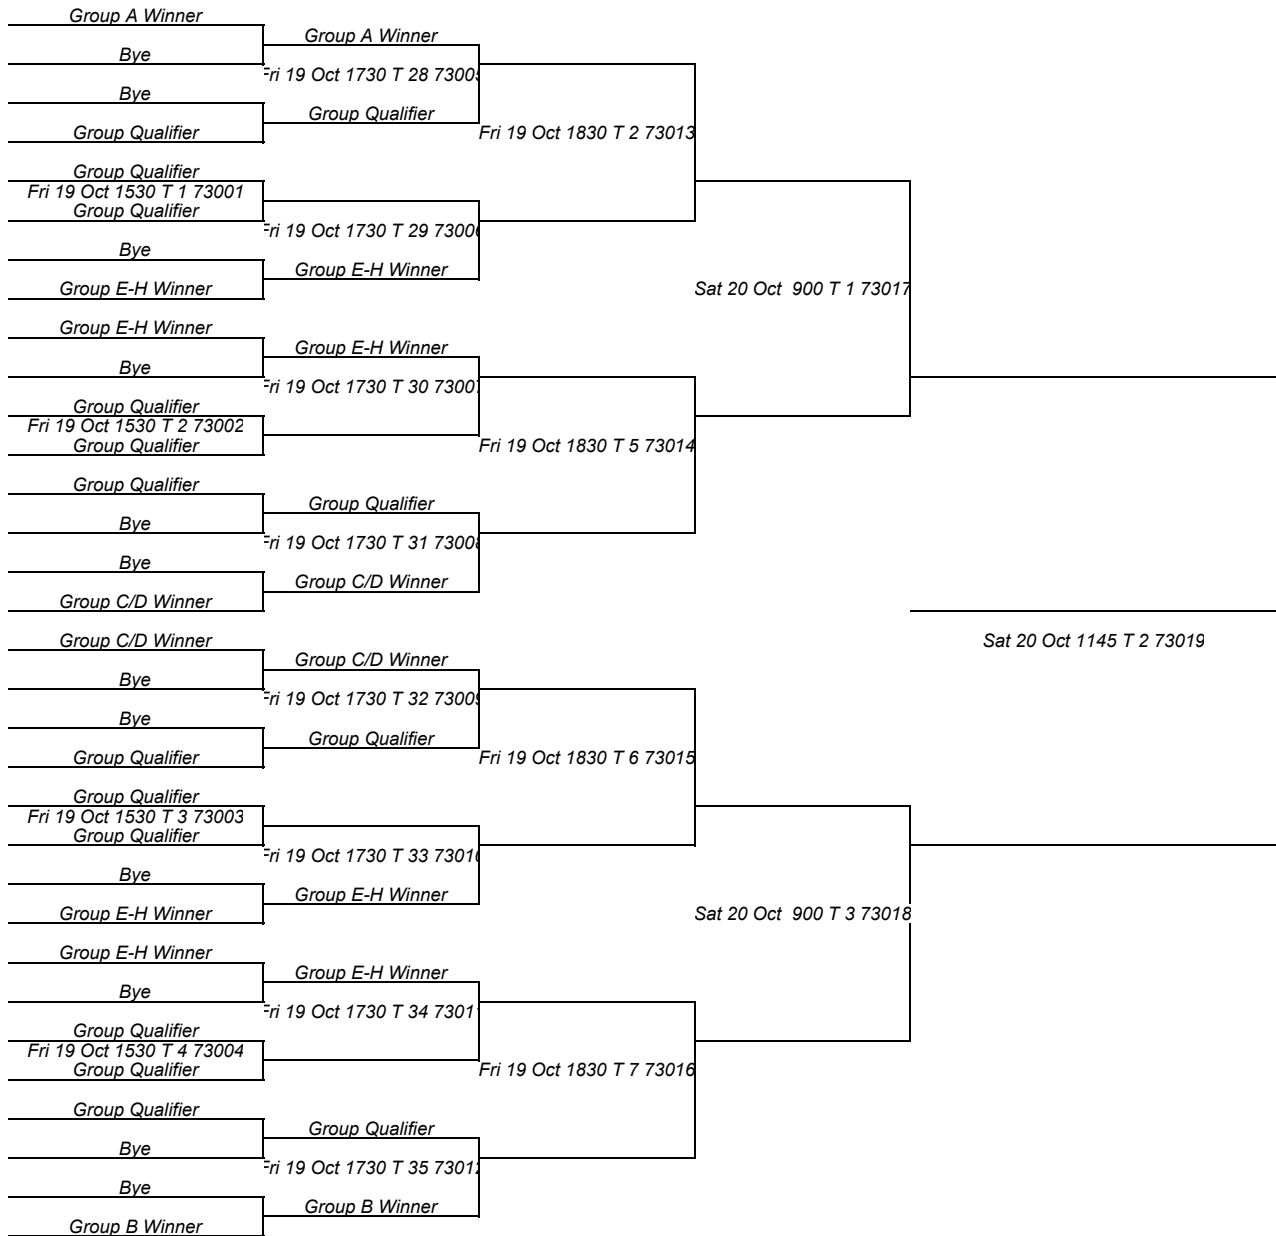 Group A Winner
Bye
Bye
Group Qualifier
Group Qualifier
Fri 19 Oct 1530 T 1 73001
Group Qualifier
Bye
Group E-H Winner
Group E-H Winner
Bye
Group Qualifier
Fri 19 Oct 1530 T 2 73002
Group Qualifier
Group Qualifier
Bye
Bye
Group C/D Winner
Group C/D Winner
Bye
Bye
Group Qualifier
Group Qualifier
Fri 19 Oct 1530 T 3 73003
Group Qualifier
Bye
Group E-H Winner
Group E-H Winner
Bye
Group Qualifier
Fri 19 Oct 1530 T 4 73004
Group Qualifier
Group Qualifier
Bye
Bye
Group B Winner
Group A Winner
Fri 19 Oct 1730 T 28 73005
Group Qualifier
Fri 19 Oct 1730 T 29 73006
Group E-H Winner
Group E-H Winner
Fri 19 Oct 1730 T 30 73007
Group Qualifier
Fri 19 Oct 1730 T 31 73008
Group C/D Winner
Group C/D Winner
Fri 19 Oct 1730 T 32 73009
Group Qualifier
Fri 19 Oct 1730 T 33 73010
Group E-H Winner
Group E-H Winner
Fri 19 Oct 1730 T 34 73011
Group Qualifier
Fri 19 Oct 1730 T 35 73012
Group B Winner
Fri 19 Oct 1830 T 2 73013
Fri 19 Oct 1830 T 5 73014
Fri 19 Oct 1830 T 6 73015
Fri 19 Oct 1830 T 7 73016
Sat 20 Oct 900 T 1 73017
Sat 20 Oct 900 T 3 73018
Sat 20 Oct 1145 T 2 73019